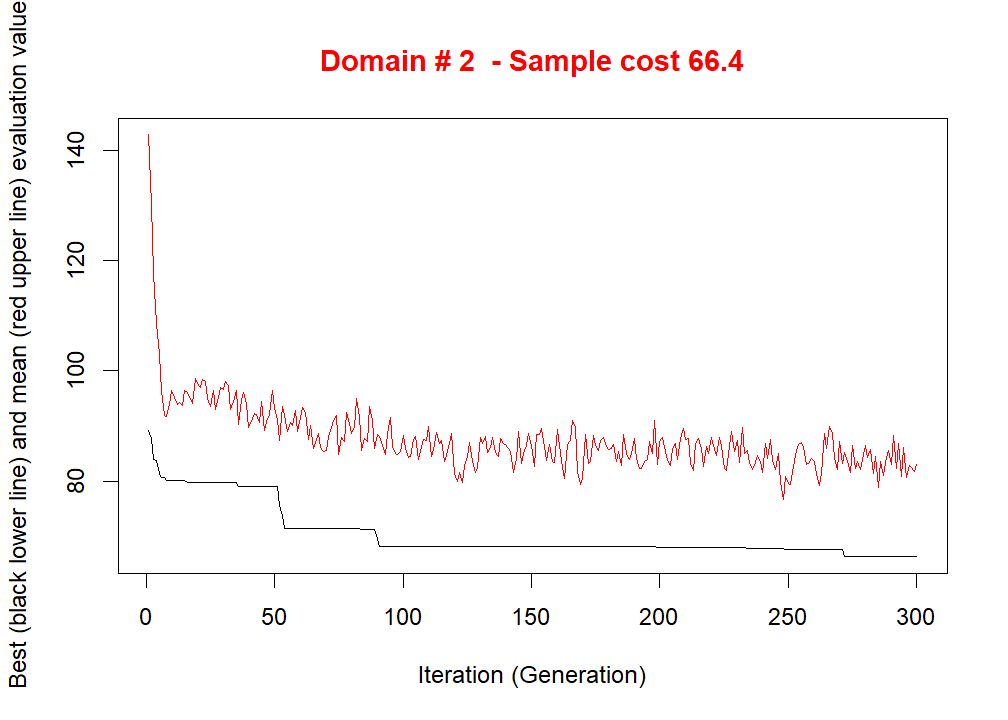 Domain # 2  - Sample cost 66.4
Best (black lower line) and mean (red upper line) evaluation value
140
120
100
80
0 50 100 150 200 250 300
Iteration (Generation)